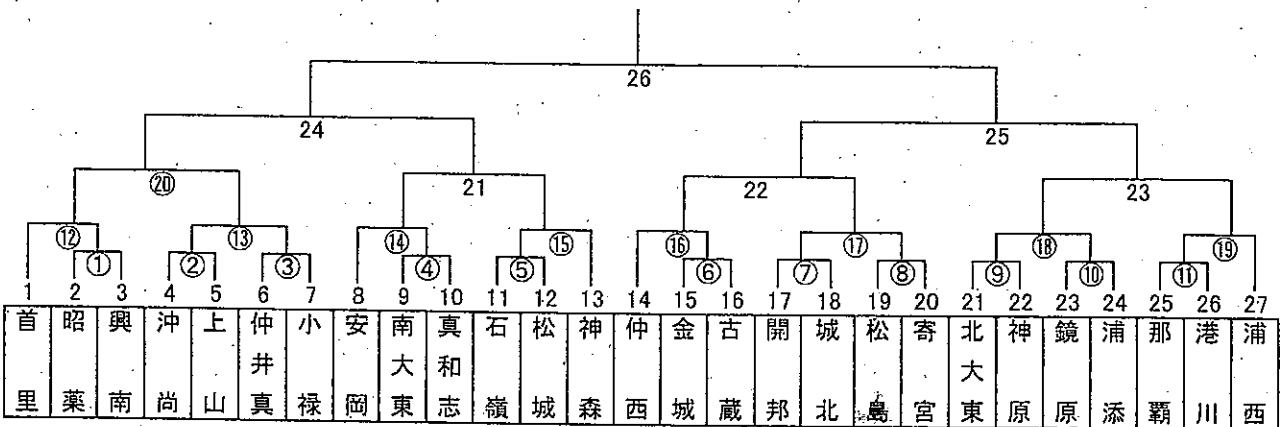 26
24
25
⑳
21
22
23
⑫
⑬
⑭
⑮
⑯
⑰
⑱
⑲
①
②
③
④
⑤
⑥
⑦
⑧
⑨
⑩
⑪
1 2 3 4 5 6 7 8 9 10 11 12 13 14 15 16 17 18 19 20 21 22 23 24 25 26 27
首里
昭薬
興南
沖尚
上山
仲井真
小禄
安岡
南大東
真和志
石嶺
松城
神森
仲西
金城
古蔵
開邦
城北
松島
寄宮
北大東
神原
鏡原
浦添
那覇
港川
浦西